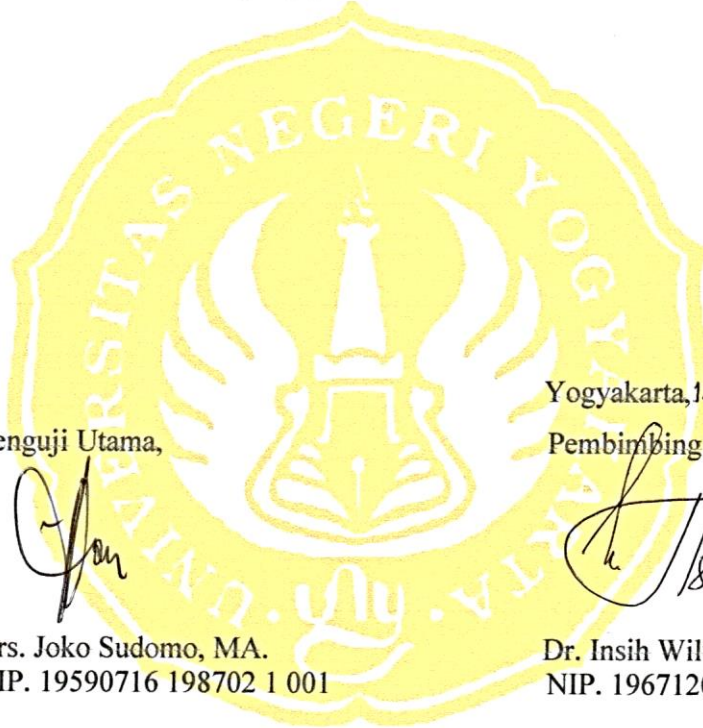 UNIVERSITAS NEGERI YOGYAKARTA
uny
Yogyakarta,1
enguji Utama,
Pembimbing
rs. Joko Sudomo, MA.
Dr. Insih Wil
IP. 19590716 198702 1 001
NIP. 1967120